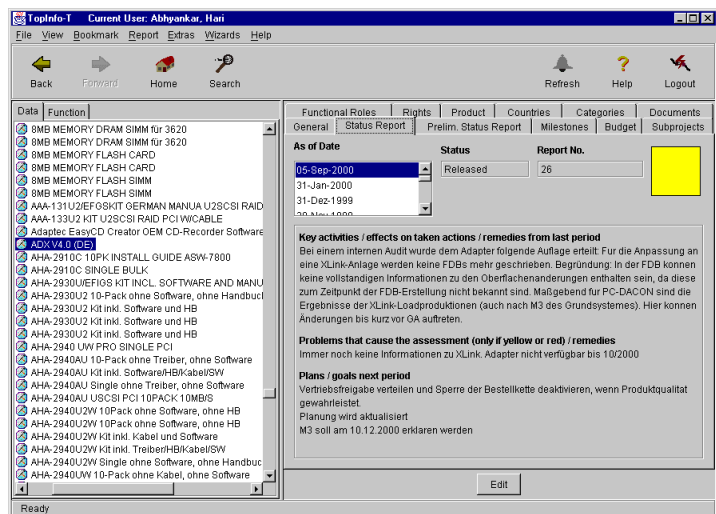 TopInfo-T Current User: Abhyankar, Hari
File View Bookmark Report Extras Wizards Help
Back Forward Home Search Refresh Help Logout
Data Function
8MB MEMORY DRAM SIMM für 3620
8MB MEMORY DRAM SIMM für 3620
8MB MEMORY FLASH CARD
8MB MEMORY FLASH CARD
8MB MEMORY FLASH SIMM
8MB MEMORY FLASH SIMM
AAA-131U2/EFGSKIT GERMAN MANUA U2SCSI RAID
AAA-133U2 KIT U2SCSI RAID PCI W/CABLE
Adaptec EasyCD Creator OEM CD-Recorder Software
ADX V4.0 (DE)
AHA-2910C 10PK INSTALL GUIDE ASW-7800
AHA-2910C SINGLE BULK
AHA-2930U/EFIGS KIT INCL. SOFTWARE AND MANU
AHA-2930U2 10-Pack ohne Software, ohne Handbucl
AHA-2930U2 Kit inkl. Software und HB
AHA-2930U2 Kit inkl. Software und HB
AHA-2930U2 Kit inkl. Software und HB
AHA-2940 UW PRO SINGLE PCI
AHA-2940AU 10-Pack ohne Treiber, ohne Software
AHA-2940AU Kit inkl. Software/HB/Kabel/SW
AHA-2940AU Single ohne Treiber, ohne Software
AHA-2940AU USCSI PCI 10PACK 10MB/S
AHA-2940U2W 10Pack ohne Software, ohne HB
AHA-2940U2W 10Pack ohne Software, ohne HB
AHA-2940U2W Kit inkl. Kabel und Software
AHA-2940U2W Kit inkl. Treiber/HB/Kabel/SW
AHA-2940U2W Single ohne Software, ohne Handbuc
AHA-2940UW 10-Pack ohne Kabel, ohne Software
Functional Roles Rights Product Countries Categories Documents
General Status Report Prelim. Status Report Milestones Budget Subprojects
As of Date Status Report No.
05-Sep-2000 Released 26
31-Jan-2000
31-Dez-1999
Key activities / effects on taken actions / remedies from last period
Bei einem internen Audit wurde dem Adapter folgende Auflage erteilt: Fur die Anpassung an
eine XLink-Anlage werden keine FDBs mehr geschrieben. Begründung: In der FDB konnen
keine vollstandigen Informationen zu den Oberflachenanderungen enthalten sein, da diese
zum Zeitpunkt der FDB-Erstellung nicht bekannt sind. Maßgebend für PC-DACON sind die
Ergebnisse der XLink-Loadproduktionen (auch nach M3 des Grundsystemes). Hier konnen
Änderungen bis kurz vor GA auftreten.
Problems that cause the assessment (only if yellow or red) / remedies
Immer noch keine Informationen zu XLink. Adapter nicht verfügbar bis 10/2000
Plans / goals next period
Vertriebsfreigabe verteilen und Sperre der Bestellkette deaktivieren, wenn Produktqualitat
gewahrleistet.
Planung wird aktualisiert
M3 soll am 10.12.2000 erklaren werden
Edit
Ready